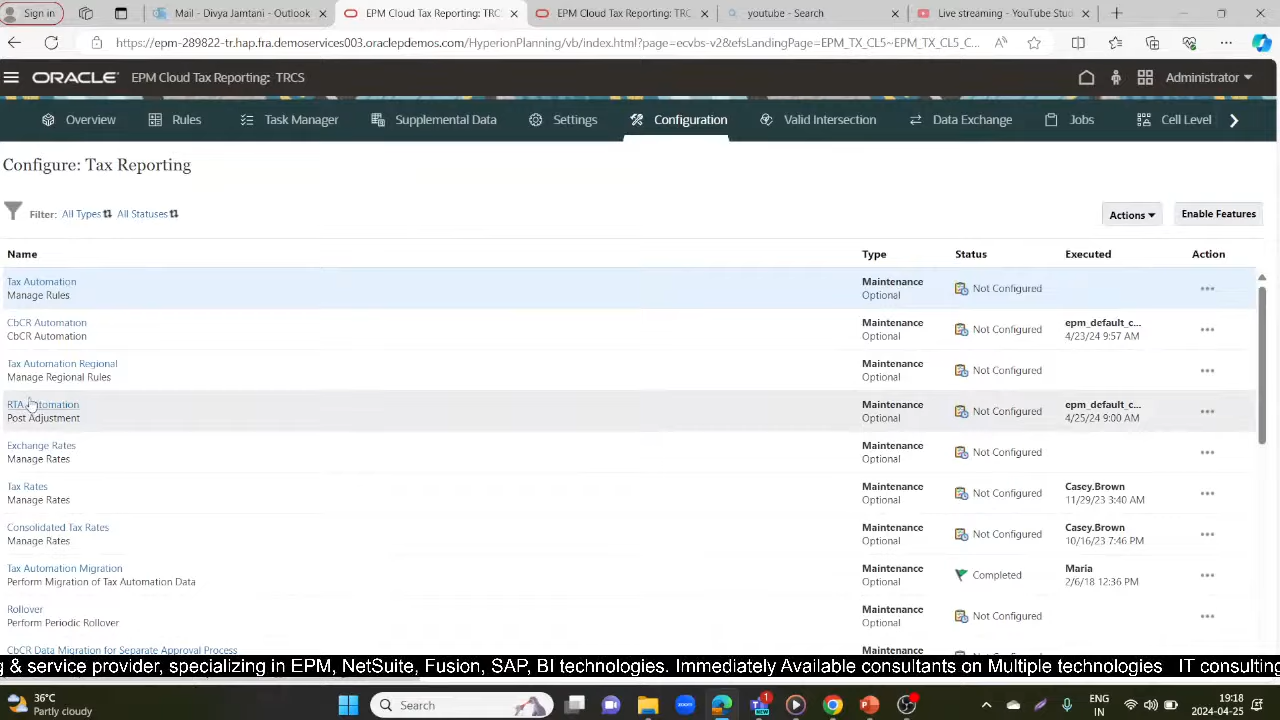 Sign in
Mail - Divya Jamtani - Outlook
EPM Cloud Tax Reporting: TRC
EPM Cloud Tax Reporting: TRC
youtube - Search
Live streaming - YouTube Stu
https://epm-289822-tr.hap.fra.demoservices003.oraclepdemos.com/HyperionPlanning/vb/index.html?page=ecvbs-v2&efsLandingPage=EPM_TX_CL5~EPM_TX_CL5_C...
ORACLE EPM Cloud Tax Reporting: TRCS
Administrator
Overview
Rules
Task Manager
Supplemental Data
Settings
Configuration
Valid Intersection
Data Exchange
Jobs
Cell Level
Configure: Tax Reporting
Filter: All Types All Statuses
Actions
Enable Features
Name Type Status Executed Action
Tax Automation
Manage Rules
Maintenance
Optional
Not Configured
CbCR Automation
CbCR Automation
Maintenance
Optional
Not Configured
epm_default_c...
4/23/24 9:57 AM
Tax Automation Regional
Manage Regional Rules
Maintenance
Optional
Not Configured
RTA Automation
Post Adjustment
Maintenance
Optional
Not Configured
epm_default_c...
4/25/24 9:00 AM
Exchange Rates
Manage Rates
Maintenance
Optional
Not Configured
Tax Rates
Manage Rates
Maintenance
Optional
Not Configured
Casey.Brown
11/29/23 3:40 AM
Consolidated Tax Rates
Manage Rates
Maintenance
Optional
Not Configured
Casey.Brown
10/16/23 7:46 PM
Tax Automation Migration
Perform Migration of Tax Automation Data
Maintenance
Optional
Completed
Maria
2/6/18 12:36 PM
Rollover
Perform Periodic Rollover
Maintenance
Optional
Not Configured
CbCR Data Migration for Separate Approval Process
Maintenance
g & service provider, specializing in EPM, NetSuite, Fusion, SAP, BI technologies. Immediately Available consultants on Multiple technologies IT consulting
36°C
Partly cloudy
Search
1
NEW
ENG
IN
19:18
2024-04-25